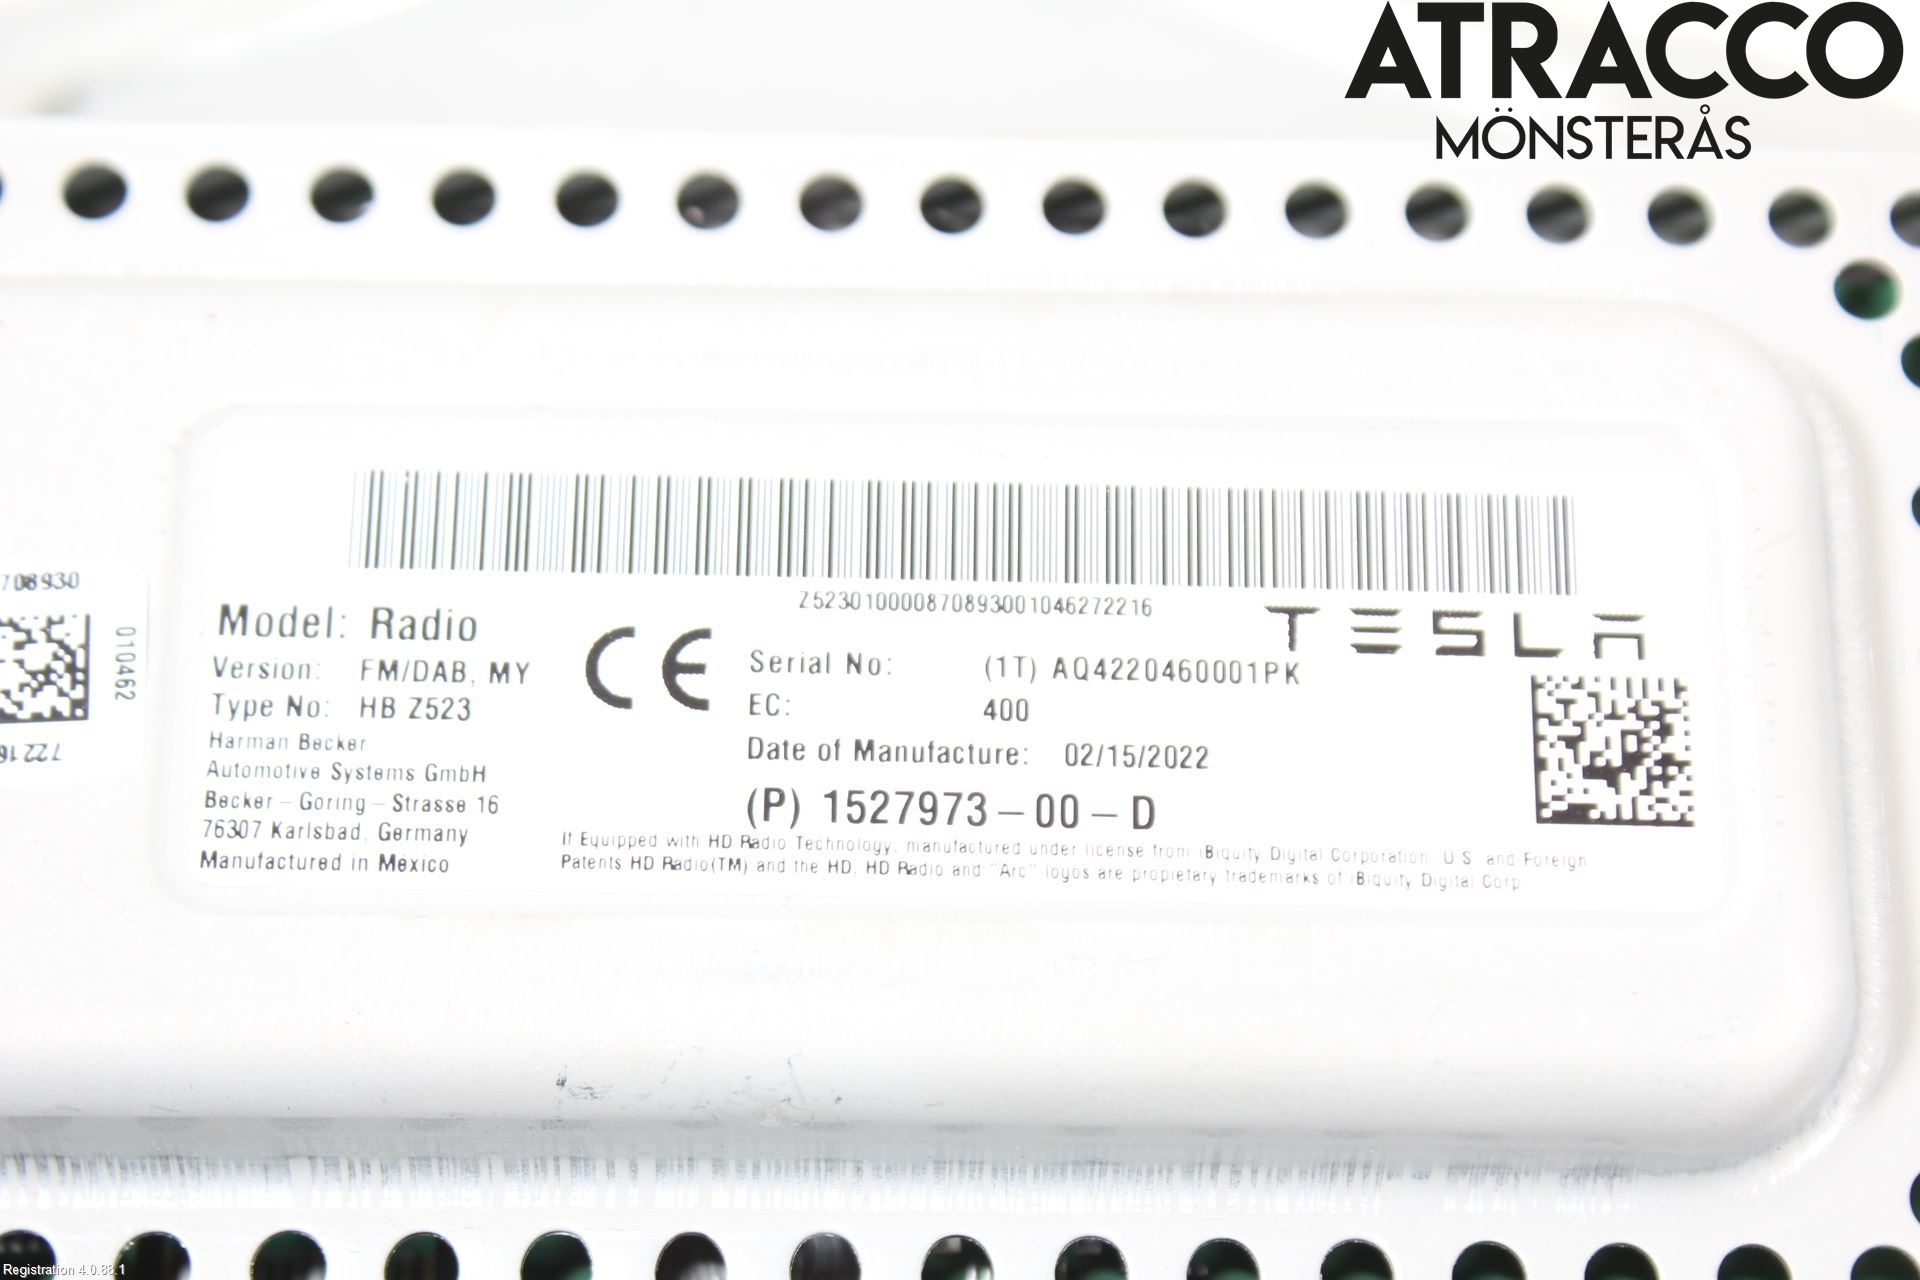 ATRACCO
MÖNSTERÅS
708930
010462
Z523010000870893001046272216
TESLA
Model: Radio
Version: FM/DAB, MY
Type No: HB Z523
Harman Becker
Automotive Systems GmbH
Becker-Goring-Strasse 16
76307 Karlsbad, Germany
Manufactured in Mexico
CE
Serial No: (1T) AQ4220460001PK
EC: 400
Date of Manufacture: 02/15/2022
(P) 1527973-00-D
If Equipped with HD Radio Technology, manufactured under license from iBiquity Digital Corporation. U.S. and Foreign
Patents HD Radio(TM) and the HD, HD Radio and "Arc" logos are propietary trademarks of iBiquity Digital Corp.
Registration 4.0.88.1